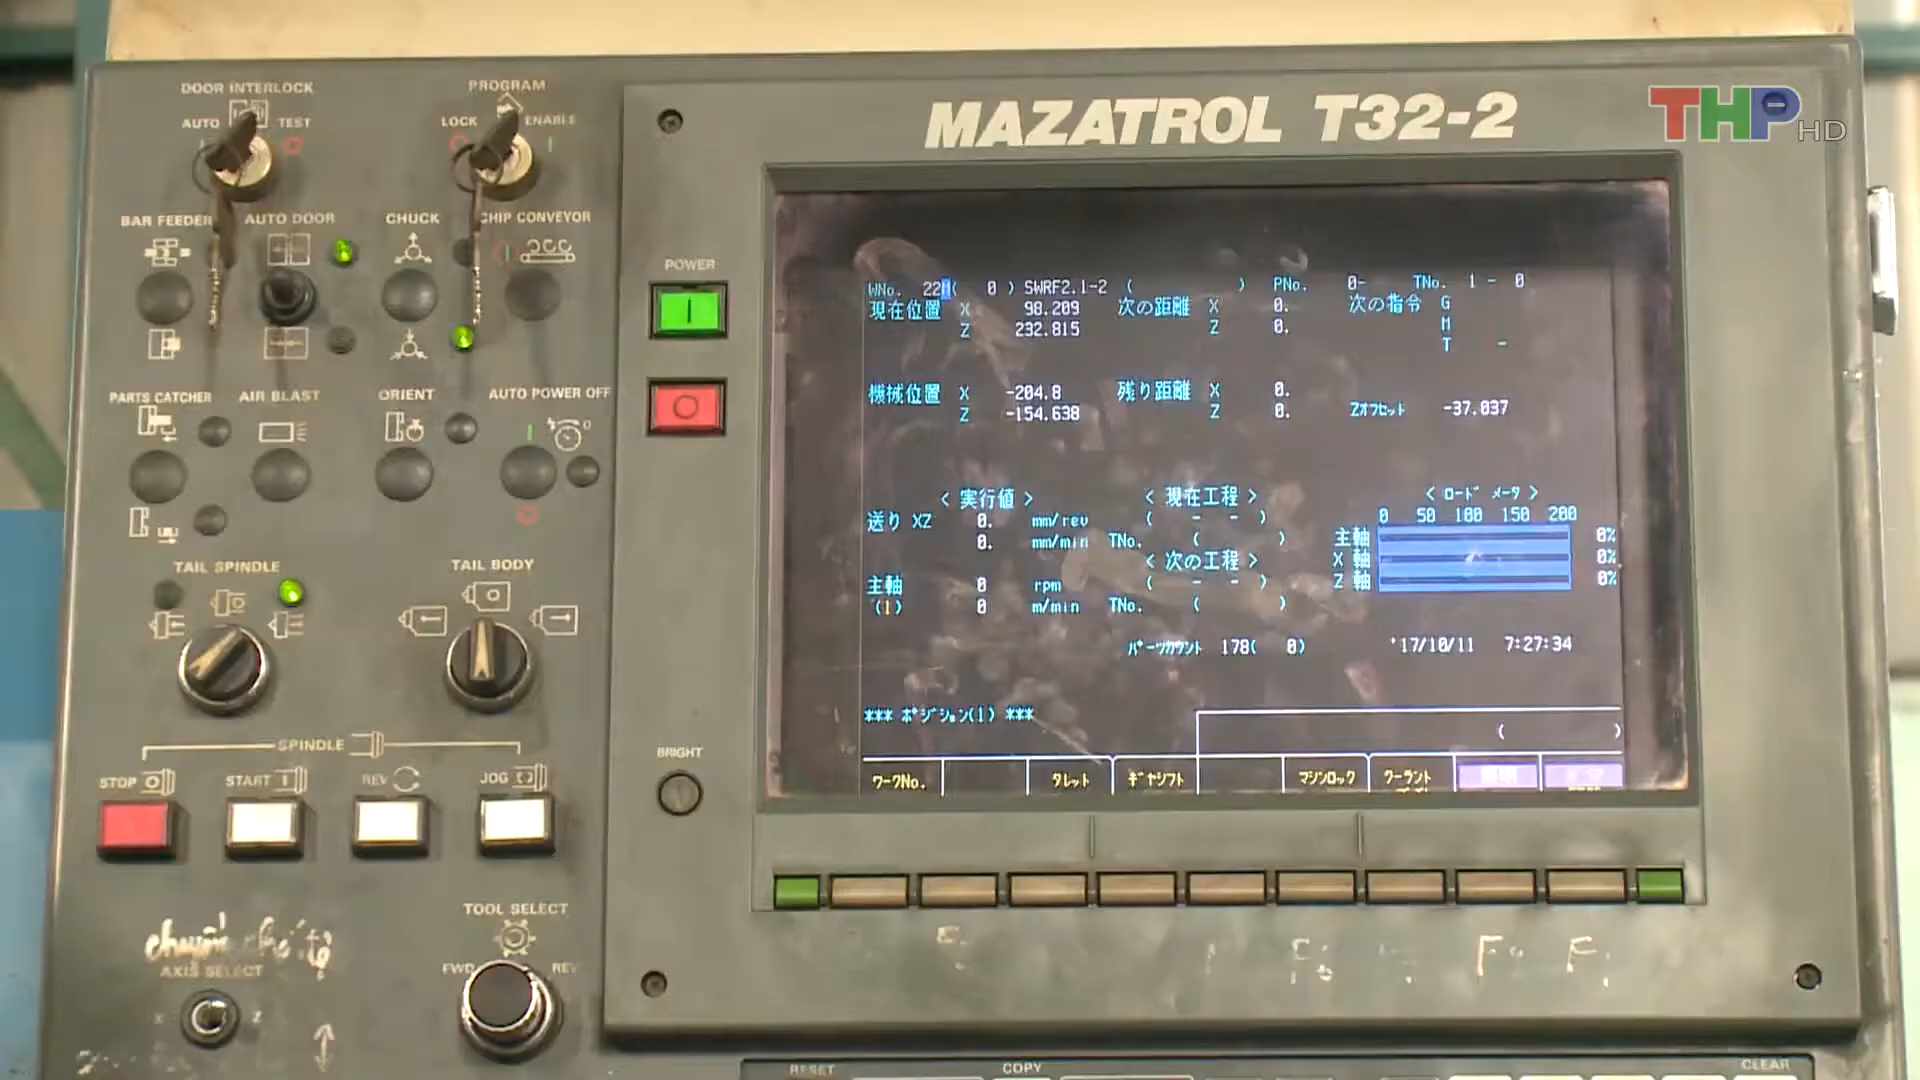 DOOR INTERLOCK
AUTO TEST
PROGRAM
LOCK ENABLE
MAZATROL T32-2
THP HD
BAR FEEDER AUTO DOOR CHUCK CHIP CONVEYOR
POWER
WNo. 22 ( 0 ) SWRF2.1-2 ( ) PNo. 0- TNo. 1 - 0
現在位置 X 98.209 次の距離 X 0. 次の指令 G
Z 232.815 Z 0. M
T -
機械位置 X -204.8 残り距離 X 0.
Z -154.638 Z 0. Zオフセット -37.037
PARTS CATCHER AIR BLAST ORIENT AUTO POWER OFF
< 実行値 > < 現在工程 > < ロード メータ >
送り XZ 0. mm/rev ( - - ) 0 50 100 150 200
0. mm/min TNo. ( ) 主軸 0%
< 次の工程 > X 軸 0%
主軸 0 rpm ( - - ) Z 軸 0%
(1) 0 m/min TNo. ( )
パーツカウント 178( 0) '17/10/11 7:27:34
*** ポジション(1) ***
( )
ワークNo. タレット ギヤシフト マシンロック クーラント
TAIL SPINDLE TAIL BODY
SPINDLE
STOP START REV JOG
BRIGHT
TOOL SELECT
FWD REV
AXIS SELECT
X Z
RESET COPY CLEAR